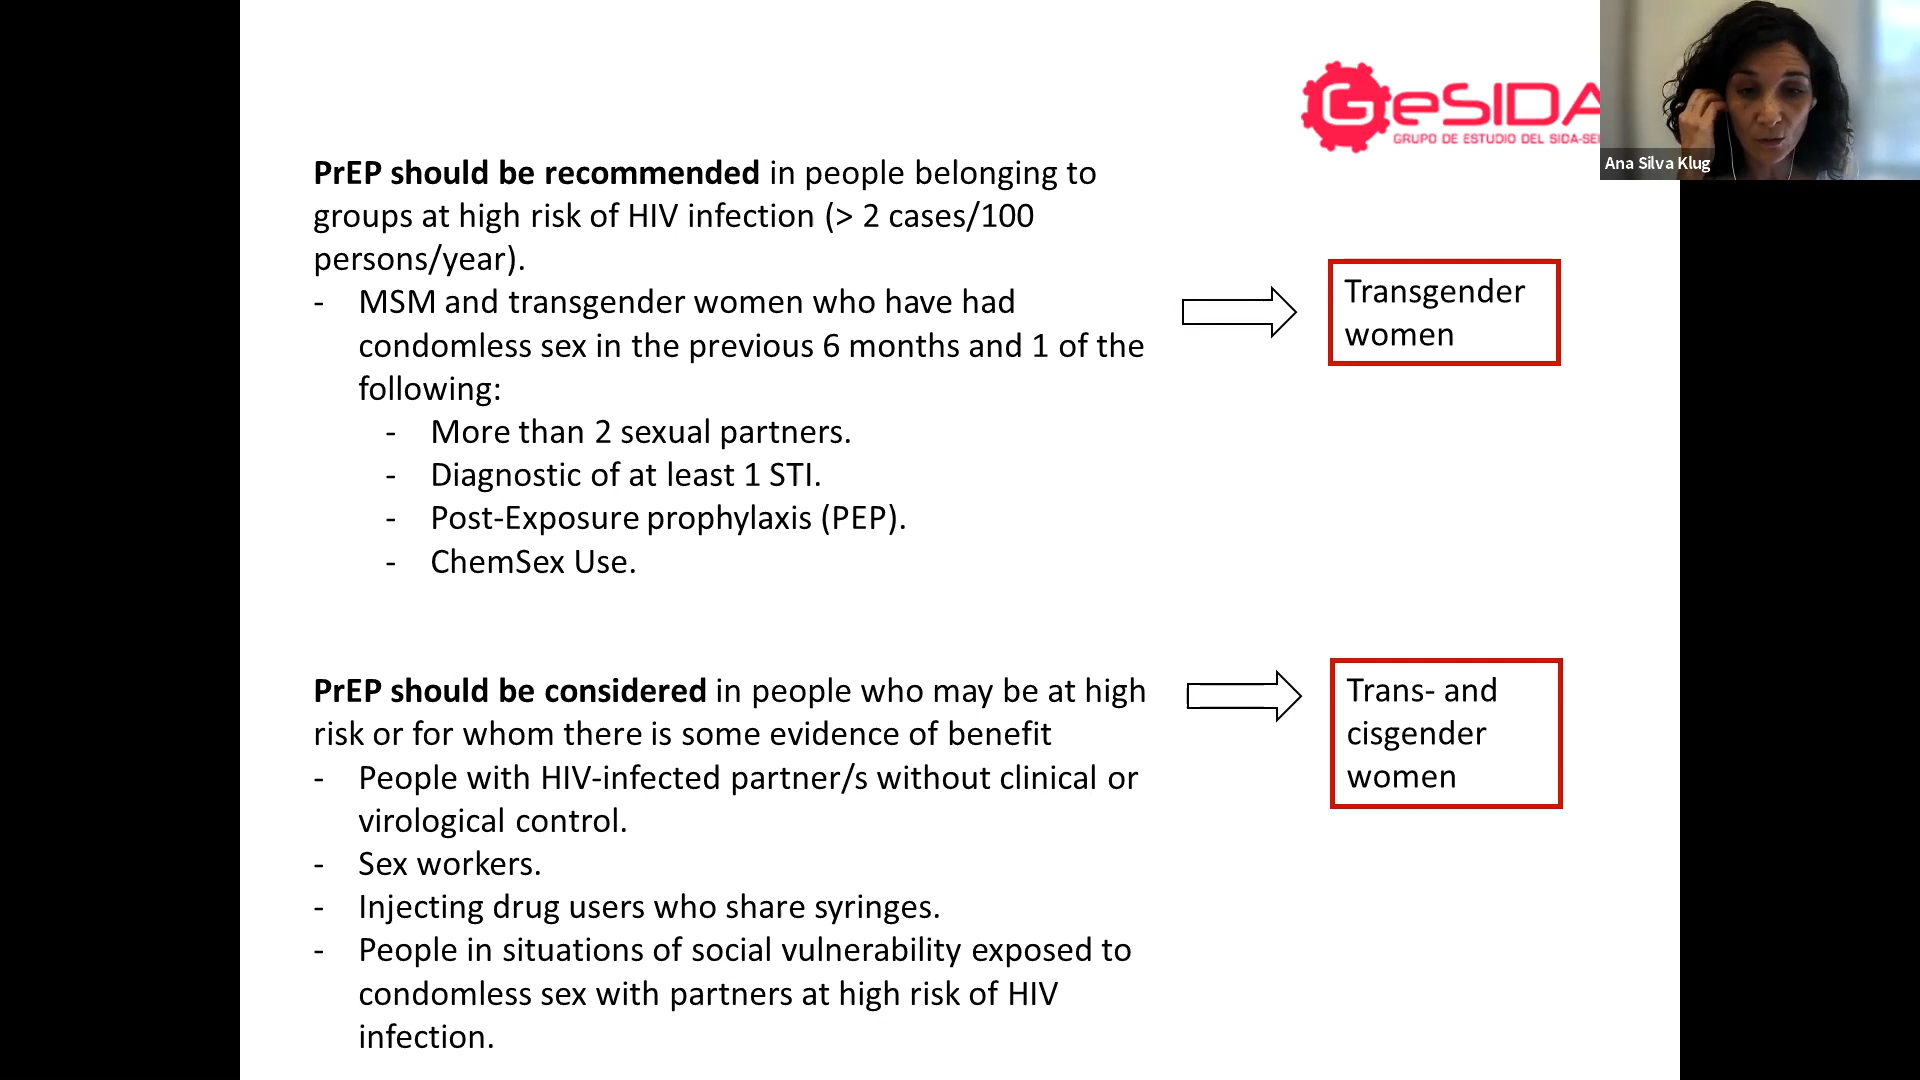 GeSIDA
GRUPO DE ESTUDIO DEL SIDA-SE
Ana Silva Klug
PrEP should be recommended in people belonging to
groups at high risk of HIV infection (> 2 cases/100
persons/year).
- MSM and transgender women who have had
condomless sex in the previous 6 months and 1 of the
following:
- More than 2 sexual partners.
- Diagnostic of at least 1 STI.
- Post-Exposure prophylaxis (PEP).
- ChemSex Use.
Transgender
women
PrEP should be considered in people who may be at high
risk or for whom there is some evidence of benefit
- People with HIV-infected partner/s without clinical or
virological control.
- Sex workers.
- Injecting drug users who share syringes.
- People in situations of social vulnerability exposed to
condomless sex with partners at high risk of HIV
infection.
Trans- and
cisgender
women